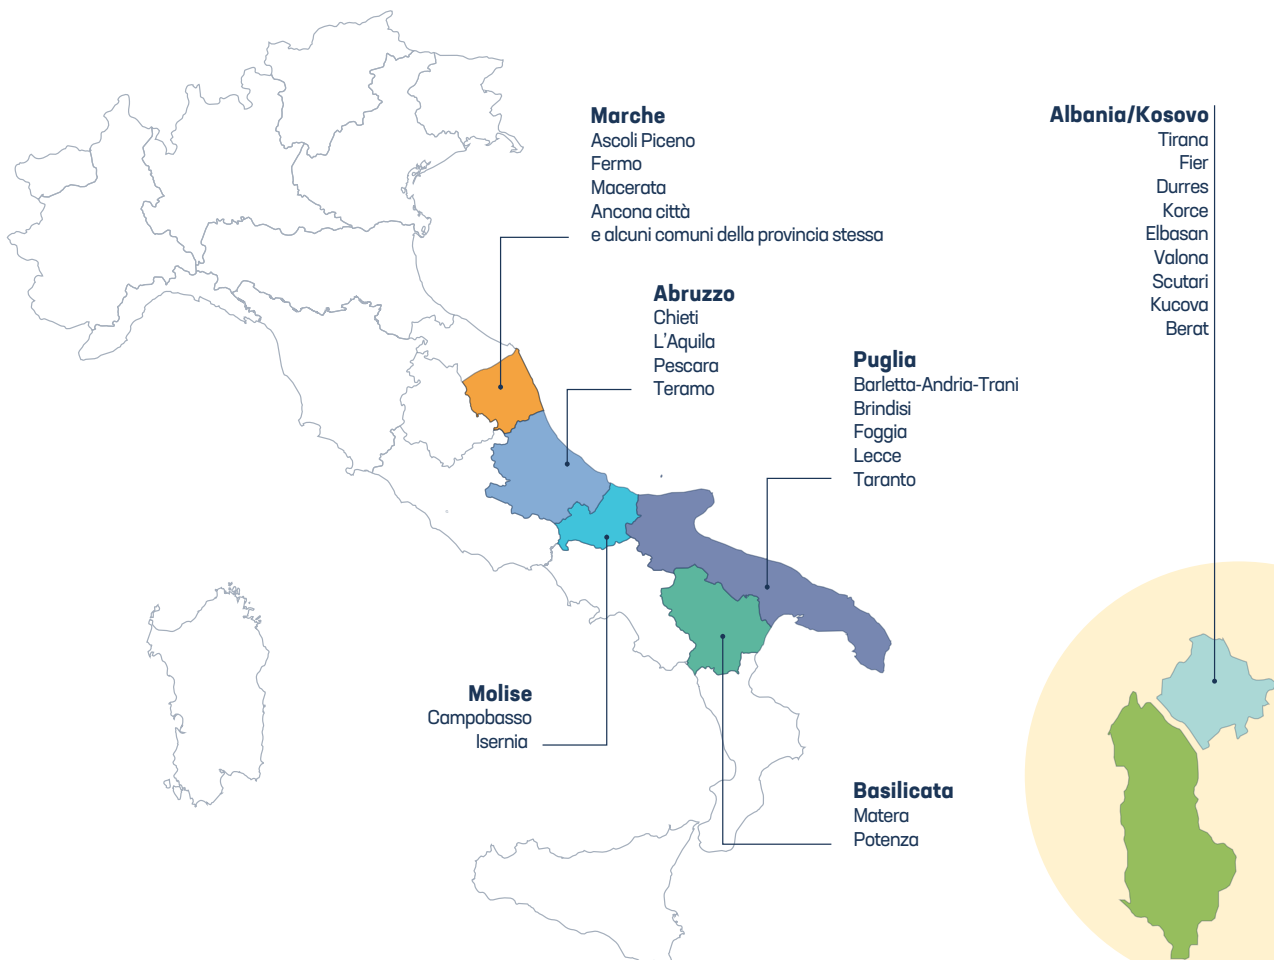 Marche
Ascoli Piceno
Fermo
Macerata
Ancona città
e alcuni comuni della provincia stessa
Abruzzo
Chieti
L'Aquila
Pescara
Teramo
Puglia
Barletta-Andria-Trani
Brindisi
Foggia
Lecce
Taranto
Albania/Kosovo
Tirana
Fier
Durres
Korce
Elbasan
Valona
Scutari
Kucova
Berat
Molise
Campobasso
Isernia
Basilicata
Matera
Potenza